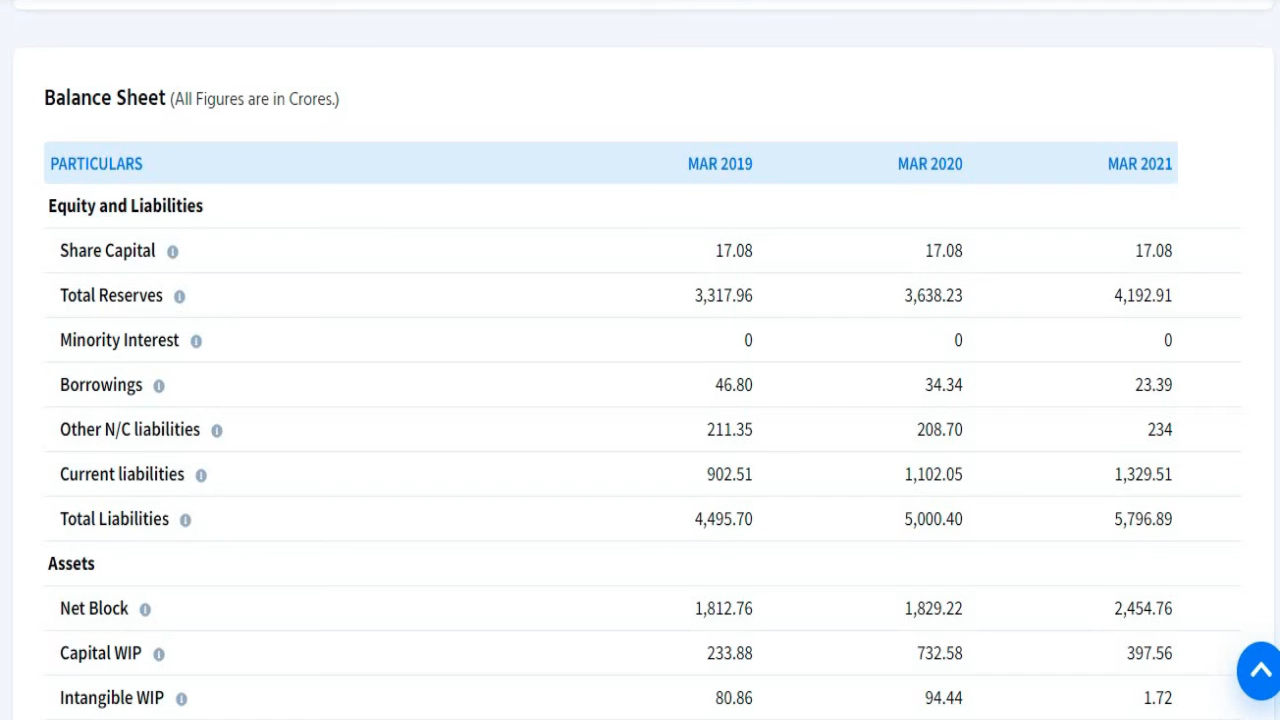 Balance Sheet (All Figures are in Crores.)
PARTICULARS MAR 2019 MAR 2020 MAR 2021
Equity and Liabilities
Share Capital 17.08 17.08 17.08
Total Reserves 3,317.96 3,638.23 4,192.91
Minority Interest 0 0 0
Borrowings 46.80 34.34 23.39
Other N/C liabilities 211.35 208.70 234
Current liabilities 902.51 1,102.05 1,329.51
Total Liabilities 4,495.70 5,000.40 5,796.89
Assets
Net Block 1,812.76 1,829.22 2,454.76
Capital WIP 233.88 732.58 397.56
Intangible WIP 80.86 94.44 1.72